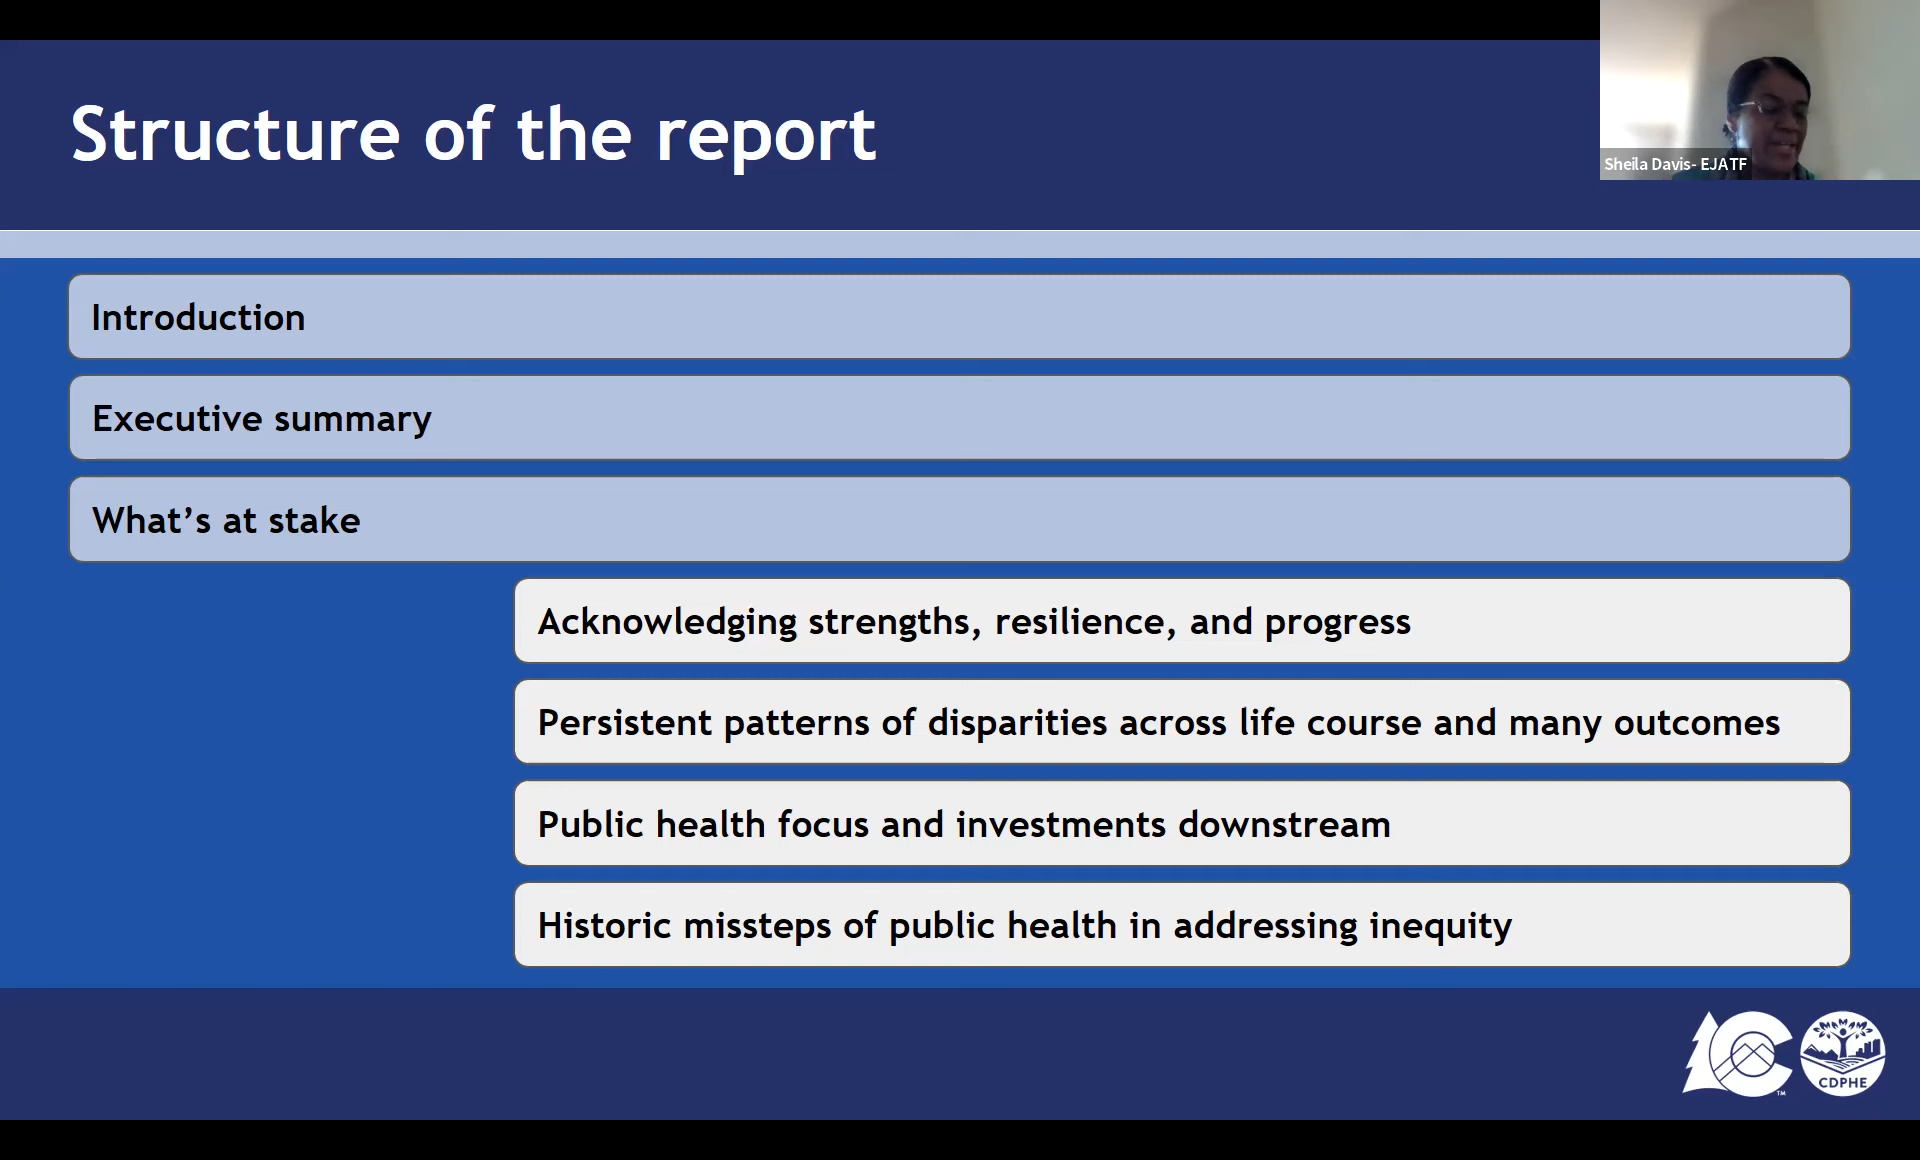 Structure of the report
Sheila Davis- EJATF
Introduction
Executive summary
What’s at stake
Acknowledging strengths, resilience, and progress
Persistent patterns of disparities across life course and many outcomes
Public health focus and investments downstream
Historic missteps of public health in addressing inequity
TM
CDPHE